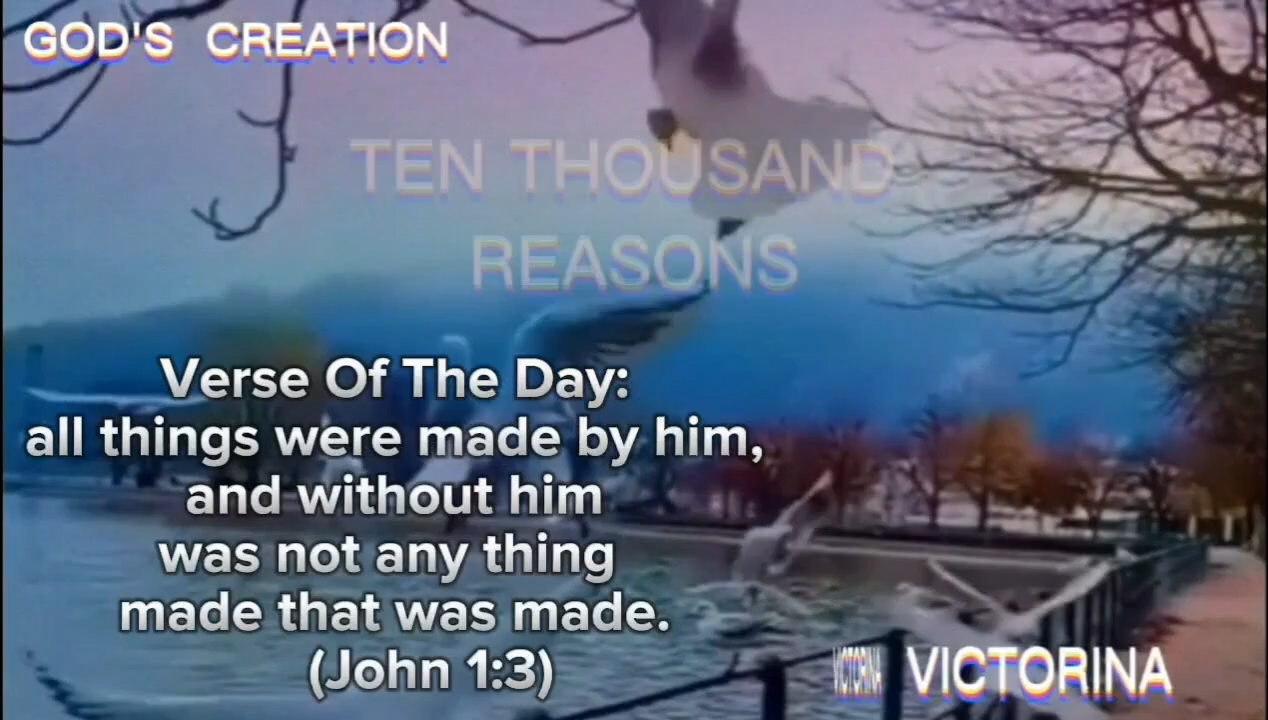 GOD'S CREATION
TEN THOUSAND
REASONS
Verse Of The Day:
all things were made by him,
and without him
was not any thing
made that was made.
(John 1:3)
VICTORINA VICTORINA